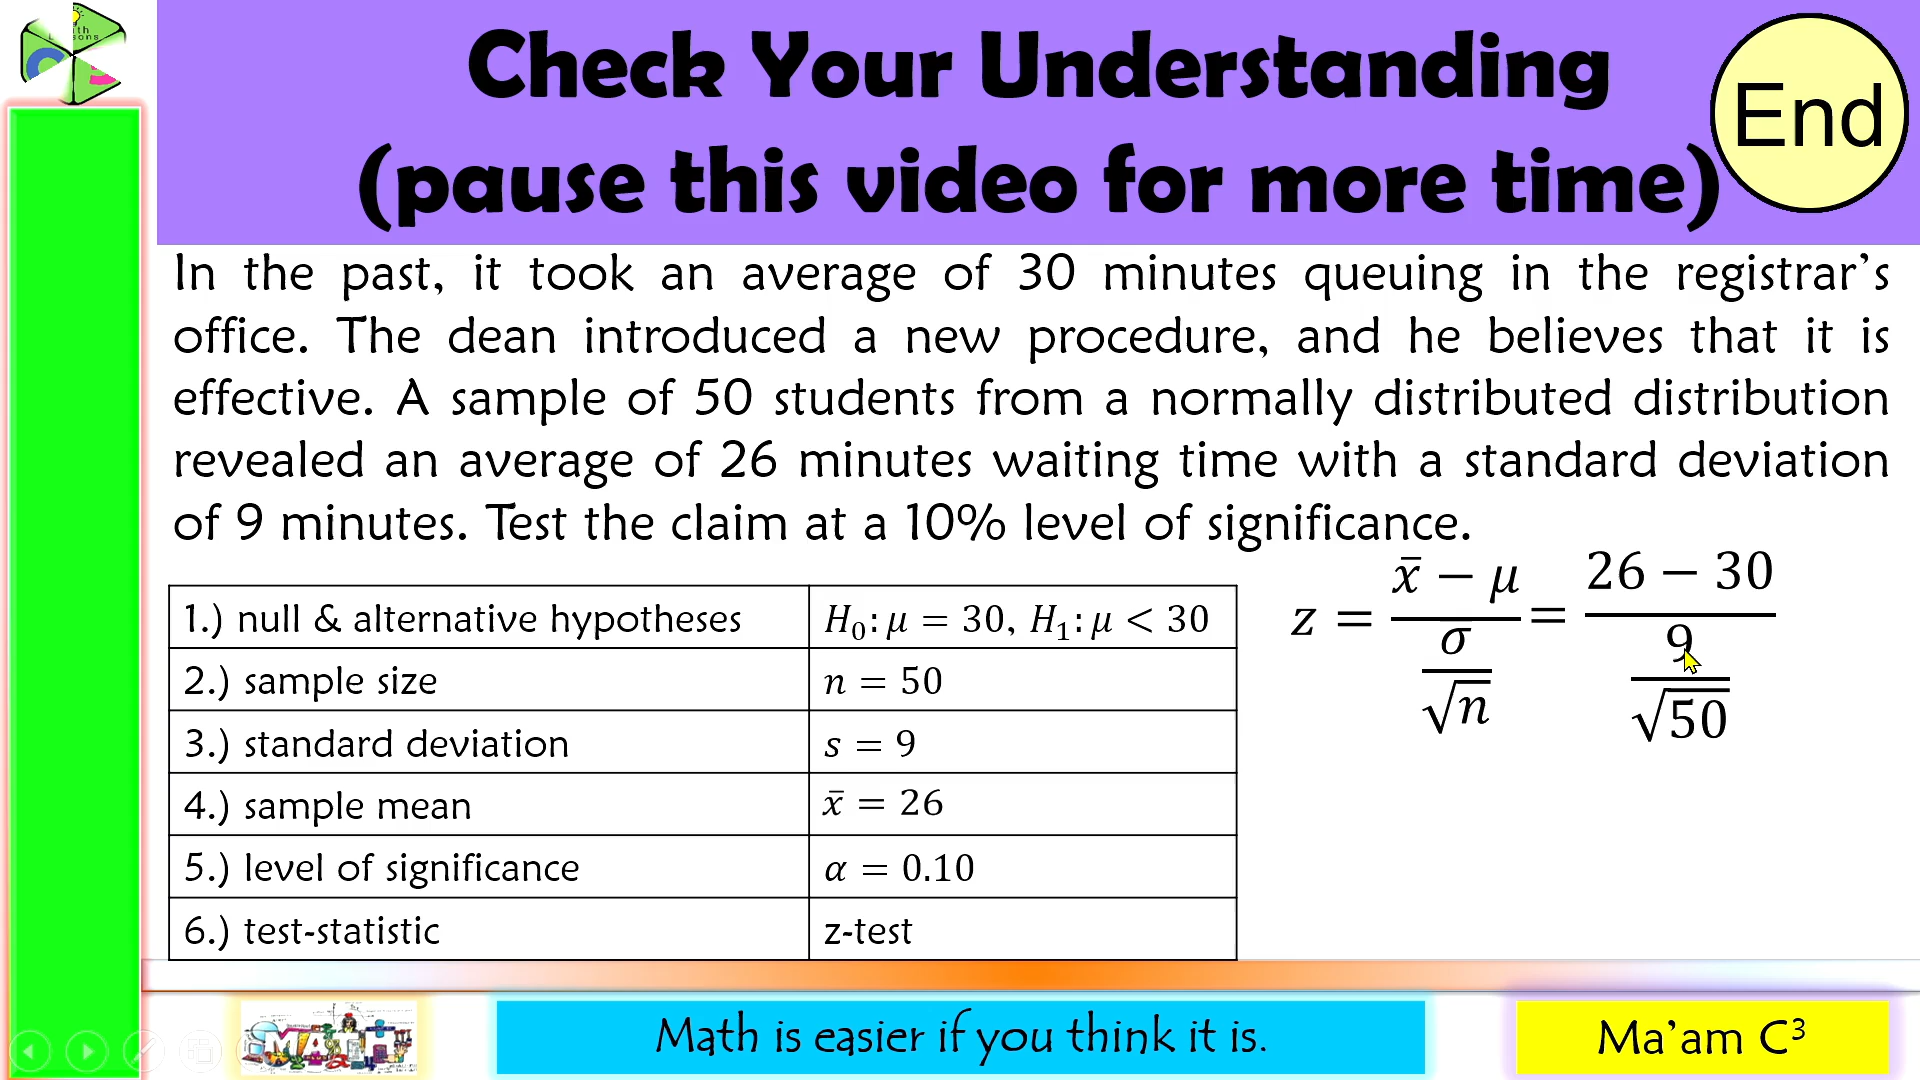 Check Your Understanding
(pause this video for more time)
End
In the past, it took an average of 30 minutes queuing in the registrar’s
office. The dean introduced a new procedure, and he believes that it is
effective. A sample of 50 students from a normally distributed distribution
revealed an average of 26 minutes waiting time with a standard deviation
of 9 minutes. Test the claim at a 10% level of significance.
1.) null & alternative hypotheses H₀: μ = 30, H₁: μ < 30
2.) sample size n = 50
3.) standard deviation s = 9
4.) sample mean x̄ = 26
5.) level of significance α = 0.10
6.) test-statistic z-test
z = (x̄ − μ)/(σ/√n) = (26 − 30)/(9/√50)
MATH
Math is easier if you think it is.
Ma’am C³